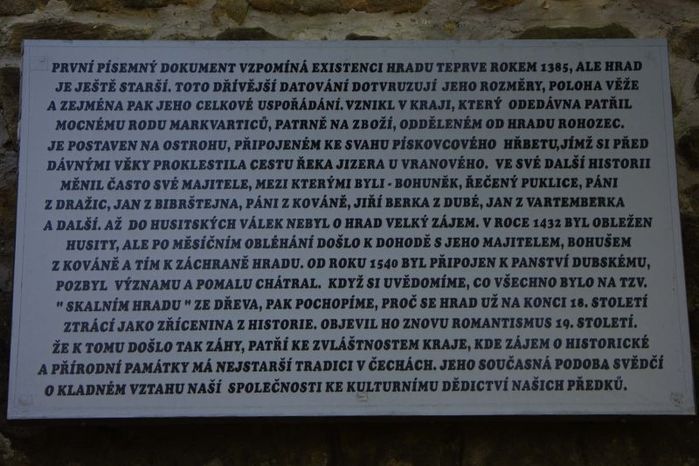 PRVNÍ PÍSEMNÝ DOKUMENT VZPOMÍNÁ EXISTENCI HRADU TEPRVE ROKEM 1385, ALE HRAD
JE JEŠTĚ STARŠÍ. TOTO DŘÍVĚJŠÍ DATOVÁNÍ DOTVRUZUJÍ JEHO ROZMĚRY, POLOHA VĚŽE
A ZEJMÉNA PAK JEHO CELKOVÉ USPOŘÁDÁNÍ. VZNIKL V KRAJI, KTERÝ ODEDÁVNA PATŘIL
MOCNÉMU RODU MARKVARTICŮ, PATRNĚ NA ZBOŽÍ, ODDĚLENÉM OD HRADU ROHOZEC.
JE POSTAVEN NA OSTROHU, PŘIPOJENÉM KE SVAHU PÍSKOVCOVÉHO HŘBETU,JÍMŽ SI PŘED
DÁVNÝMI VĚKY PROKLESTILA CESTU ŘEKA JIZERA U VRANOVÉHO. VE SVÉ DALŠÍ HISTORII
MĚNIL ČASTO SVÉ MAJITELE, MEZI KTERÝMI BYLI - BOHUNĚK, ŘEČENÝ PUKLICE, PÁNI
Z DRAŽIC, JAN Z BIBRŠTEJNA, PÁNI Z KOVÁNĚ, JIŘÍ BERKA Z DUBÉ, JAN Z VARTEMBERKA
A DALŠÍ. AŽ DO HUSITSKÝCH VÁLEK NEBYL O HRAD VELKÝ ZÁJEM. V ROCE 1432 BYL OBLEŽEN
HUSITY, ALE PO MĚSÍČNÍM OBLÉHÁNÍ DOŠLO K DOHODĚ S JEHO MAJITELEM, BOHUŠEM
Z KOVÁNĚ A TÍM K ZÁCHRANĚ HRADU. OD ROKU 1540 BYL PŘIPOJEN K PANSTVÍ DUBSKÉMU,
POZBYL VÝZNAMU A POMALU CHÁTRAL. KDYŽ SI UVĚDOMÍME, CO VŠECHNO BYLO NA TZV.
" SKALNÍM HRADU " ZE DŘEVA, PAK POCHOPÍME, PROČ SE HRAD UŽ NA KONCI 18. STOLETÍ
ZTRÁCÍ JAKO ZŘÍCENINA Z HISTORIE. OBJEVIL HO ZNOVU ROMANTISMUS 19. STOLETÍ.
ŽE K TOMU DOŠLO TAK ZÁHY, PATŘÍ KE ZVLÁŠTNOSTEM KRAJE, KDE ZÁJEM O HISTORICKÉ
A PŘÍRODNÍ PAMÁTKY MÁ NEJSTARŠÍ TRADICI V ČECHÁCH. JEHO SOUČASNÁ PODOBA SVĚDČÍ
O KLADNÉM VZTAHU NAŠÍ SPOLEČNOSTI KE KULTURNÍMU DĚDICTVÍ NAŠICH PŘEDKŮ.